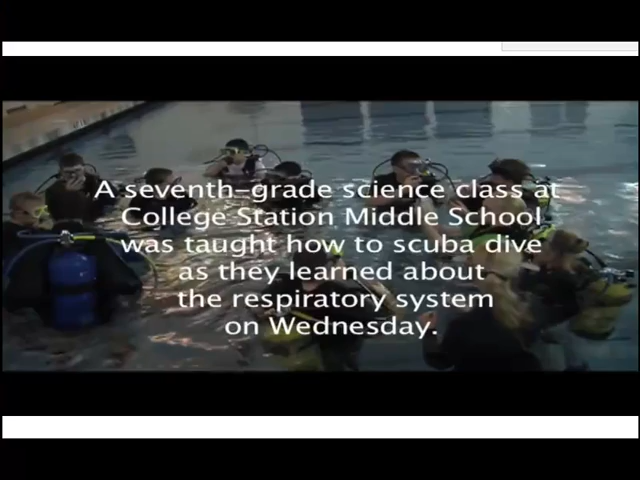 A seventh-grade science class at
College Station Middle School
was taught how to scuba dive
as they learned about
the respiratory system
on Wednesday.